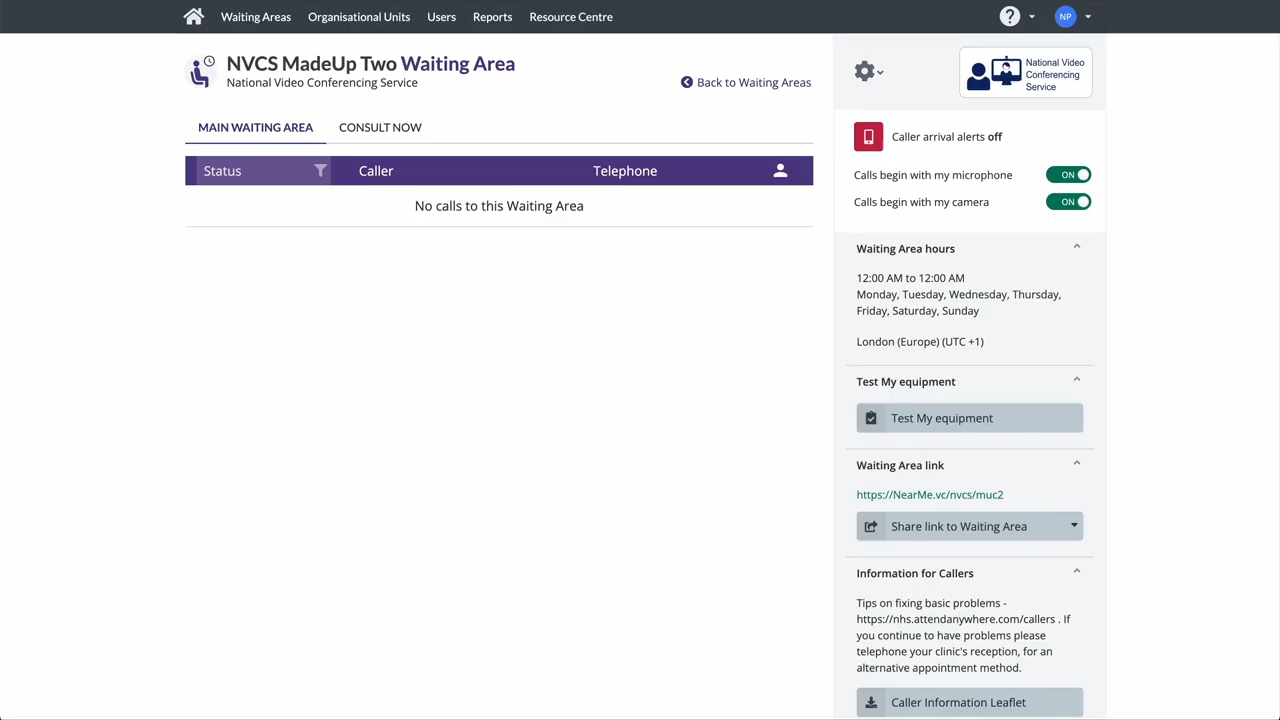 Waiting Areas Organisational Units Users Reports Resource Centre
NP
NVCS MadeUp Two Waiting Area
National Video Conferencing Service
Back to Waiting Areas
MAIN WAITING AREA CONSULT NOW
Status Caller Telephone
No calls to this Waiting Area
National Video
Conferencing
Service
Caller arrival alerts off
Calls begin with my microphone ON
Calls begin with my camera ON
Waiting Area hours
12:00 AM to 12:00 AM
Monday, Tuesday, Wednesday, Thursday,
Friday, Saturday, Sunday
London (Europe) (UTC +1)
Test My equipment
Test My equipment
Waiting Area link
https://NearMe.vc/nvcs/muc2
Share link to Waiting Area
Information for Callers
Tips on fixing basic problems -
https://nhs.attendanywhere.com/callers . If
you continue to have problems please
telephone your clinic's reception, for an
alternative appointment method.
Caller Information Leaflet